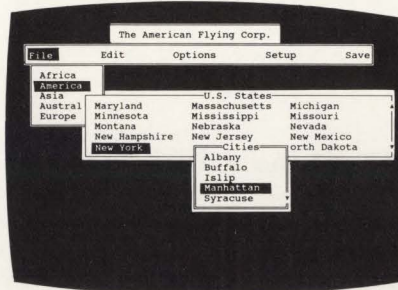 The American Flying Corp.
File Edit Options Setup Save
Africa
America
Asia
Austral
Europe
U.S. States
Maryland Massachusetts Michigan
Minnesota Mississippi Missouri
Montana Nebraska Nevada
New Hampshire New Jersey New Mexico
New York orth Dakota
Cities
Albany
Buffalo
Islip
Manhattan
Syracuse